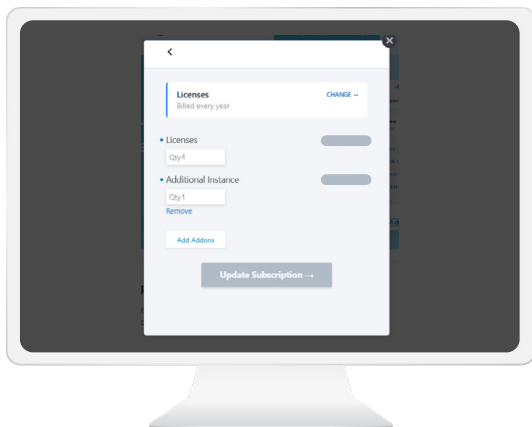 Licenses
CHANGE →
Billed every year
Licenses
Qty4
Additional Instance
Qty1
Remove
Add Addons
Update Subscription →